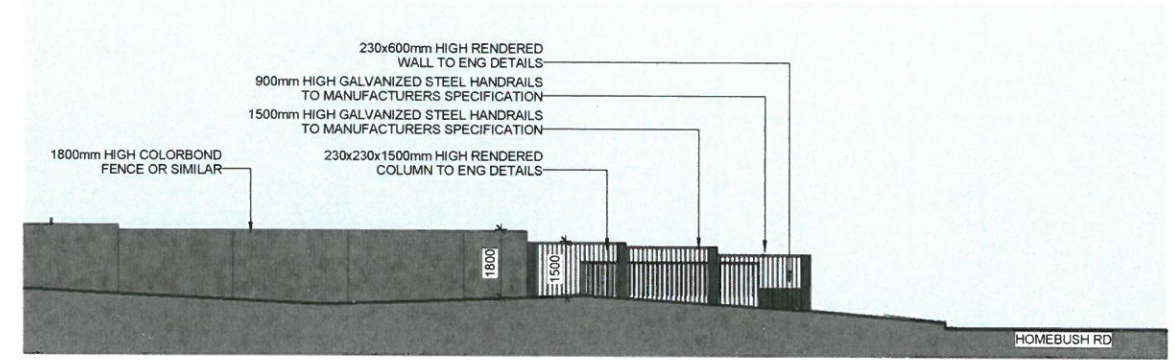 230x600mm HIGH RENDERED
WALL TO ENG DETAILS
900mm HIGH GALVANIZED STEEL HANDRAILS
TO MANUFACTURERS SPECIFICATION
1500mm HIGH GALVANIZED STEEL HANDRAILS
TO MANUFACTURERS SPECIFICATION
1800mm HIGH COLORBOND
FENCE OR SIMILAR
230x230x1500mm HIGH RENDERED
COLUMN TO ENG DETAILS
1800
1500
HOMEBUSH RD